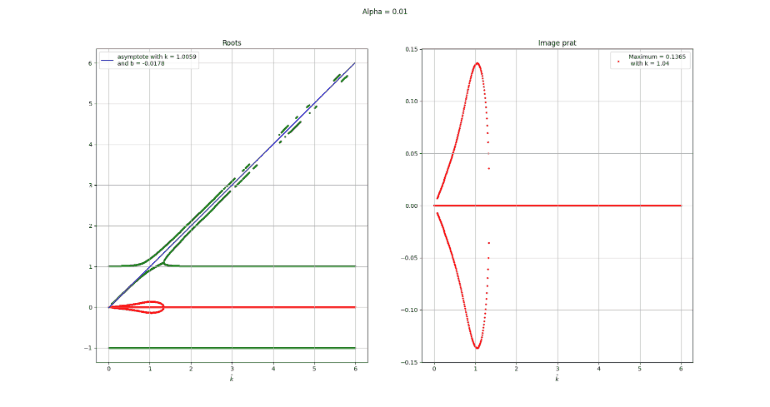 Alpha = 0.01
Roots
asymptote with k = 1.0059
and b = -0.0178
6
5
4
3
2
1
0
−1
0 1 2 3 4 5 6
k
Image prat
Maximum = 0.1365
with k = 1.04
0.15
0.10
0.05
0.00
−0.05
−0.10
−0.15
0 1 2 3 4 5 6
k